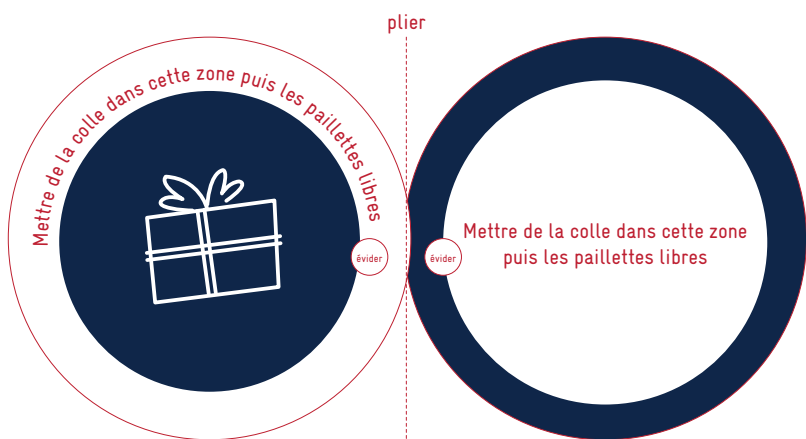 plier
Mettre de la colle dans cette zone puis les paillettes libres
évider
évider
Mettre de la colle dans cette zone
puis les paillettes libres